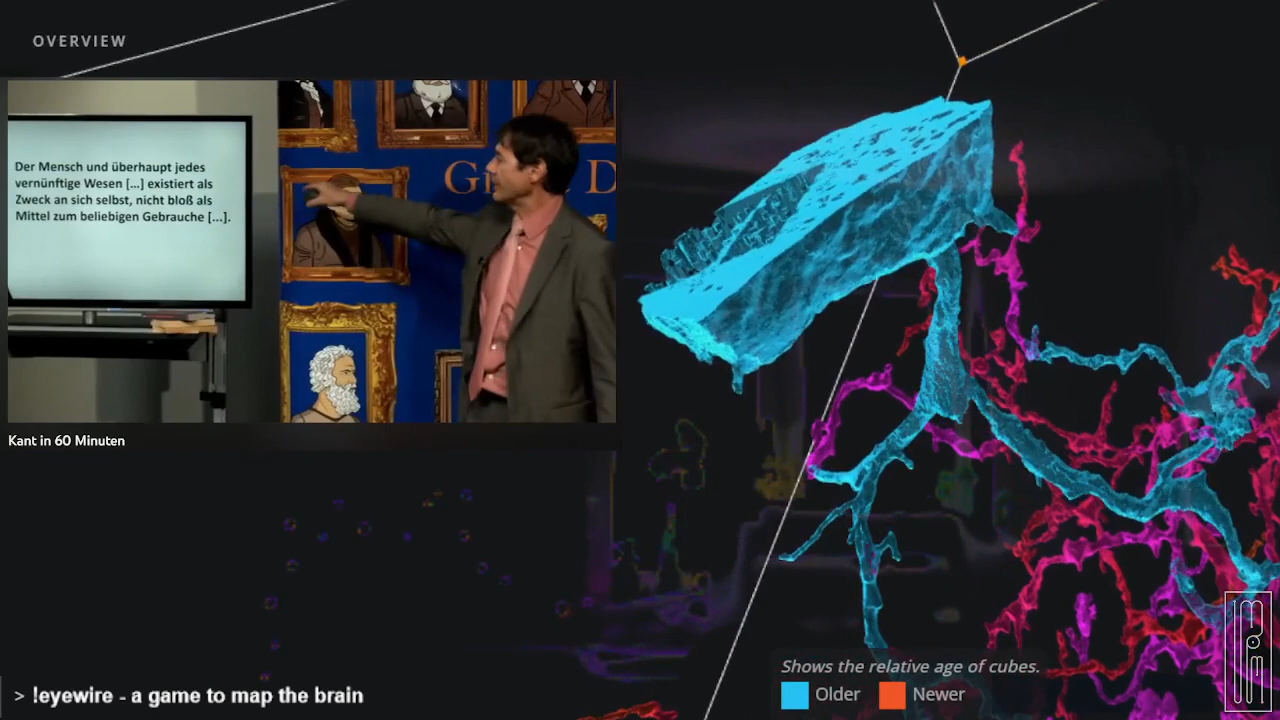 OVERVIEW
Der Mensch und überhaupt jedes
vernünftige Wesen [...] existiert als
Zweck an sich selbst, nicht bloß als
Mittel zum beliebigen Gebrauche [...].
Kant in 60 Minuten
Shows the relative age of cubes.
Older
Newer
> !eyewire - a game to map the brain